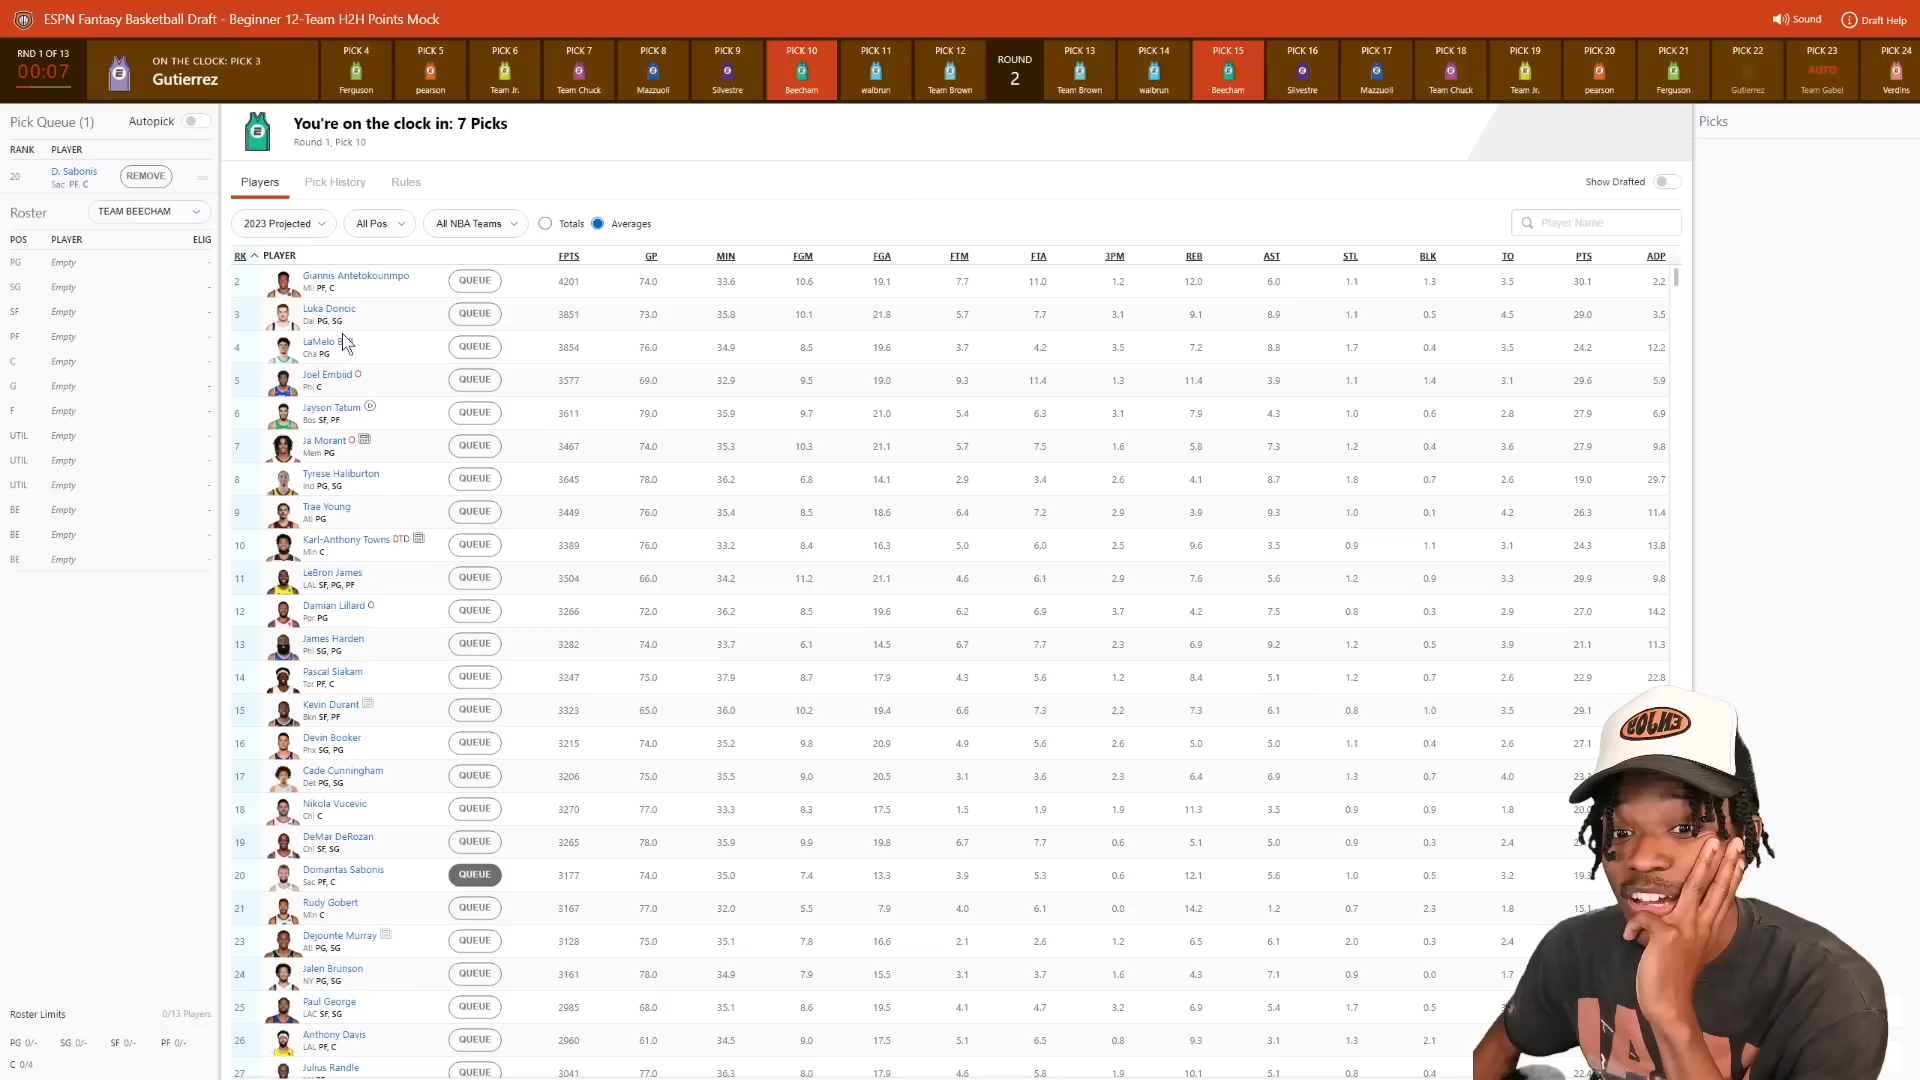 ESPN Fantasy Basketball Draft - Beginner 12-Team H2H Points Mock
Sound
Draft Help
RND 1 OF 13
00:07
ON THE CLOCK: PICK 3
Gutierrez
PICK 4 Ferguson
PICK 5 pearson
PICK 6 Team Jr.
PICK 7 Team Chuck
PICK 8 Mazzuoli
PICK 9 Silvestre
PICK 10 Beecham
PICK 11 walbrun
PICK 12 Team Brown
ROUND 2
PICK 13 Team Brown
PICK 14 walbrun
PICK 15 Beecham
PICK 16 Silvestre
PICK 17 Mazzuoli
PICK 18 Team Chuck
PICK 19 Team Jr.
PICK 20 pearson
PICK 21 Ferguson
PICK 22 Gutierrez
PICK 23 AUTO Team Gabel
PICK 24 Verdins
Pick Queue (1) Autopick
RANK PLAYER
20 D. Sabonis Sac PF, C REMOVE
Roster TEAM BEECHAM
POS PLAYER ELIG
PG Empty -
SG Empty -
SF Empty -
PF Empty -
C Empty -
G Empty -
F Empty -
UTIL Empty -
UTIL Empty -
UTIL Empty -
BE Empty -
BE Empty -
BE Empty -
Roster Limits 0/13 Players
PG 0/- SG 0/- SF 0/- PF 0/-
C 0/4
You're on the clock in: 7 Picks
Round 1, Pick 10
Picks
Players Pick History Rules
Show Drafted
2023 Projected All Pos. All NBA Teams Totals Averages
Player Name
RK PLAYER FPTS GP MIN FGM FGA FTM FTA 3PM REB AST STL BLK TO PTS ADP
2 Giannis Antetokounmpo Mil PF, C QUEUE 4201 74.0 33.6 10.6 19.1 7.7 11.0 1.2 12.0 6.0 1.1 1.3 3.5 30.1 2.2
3 Luka Doncic Dal PG, SG QUEUE 3851 73.0 35.8 10.1 21.8 5.7 7.7 3.1 9.1 8.9 1.1 0.5 4.5 29.0 3.5
4 LaMelo Cha PG QUEUE 3854 76.0 34.9 8.5 19.6 3.7 4.2 3.5 7.2 8.8 1.7 0.4 3.5 24.2 12.2
5 Joel Embiid O Phi C QUEUE 3577 69.0 32.9 9.5 19.0 9.3 11.4 1.3 11.4 3.9 1.1 1.4 3.1 29.6 5.9
6 Jayson Tatum Bos SF, PF QUEUE 3611 79.0 35.9 9.7 21.0 5.4 6.3 3.1 7.9 4.3 1.0 0.6 2.8 27.9 6.9
7 Ja Morant O Mem PG QUEUE 3467 74.0 35.3 10.3 21.1 5.7 7.5 1.6 5.8 7.3 1.2 0.4 3.6 27.9 9.8
8 Tyrese Haliburton Ind PG, SG QUEUE 3645 78.0 36.2 6.8 14.1 2.9 3.4 2.6 4.1 8.7 1.8 0.7 2.6 19.0 29.7
9 Trae Young Atl PG QUEUE 3449 76.0 35.4 8.5 18.6 6.4 7.2 2.9 3.9 9.3 1.0 0.1 4.2 26.3 11.4
10 Karl-Anthony Towns DTD Min C QUEUE 3389 76.0 33.2 8.4 16.3 5.0 6.0 2.5 9.6 3.5 0.9 1.1 3.1 24.3 13.8
11 LeBron James LAL SF, PG, PF QUEUE 3504 66.0 34.2 11.2 21.1 4.6 6.1 2.9 7.6 5.6 1.2 0.9 3.3 29.9 9.8
12 Damian Lillard O Por PG QUEUE 3266 72.0 36.2 8.5 19.6 6.2 6.9 3.7 4.2 7.5 0.8 0.3 2.9 27.0 14.2
13 James Harden Phi SG, PG QUEUE 3282 74.0 33.7 6.1 14.5 6.7 7.7 2.3 6.9 9.2 1.2 0.5 3.9 21.1 11.3
14 Pascal Siakam Tor PF, C QUEUE 3247 75.0 37.9 8.7 17.9 4.3 5.6 1.2 8.4 5.1 1.2 0.7 2.6 22.9 22.8
15 Kevin Durant Bkn SF, PF QUEUE 3323 65.0 36.0 10.2 19.4 6.6 7.3 2.2 7.3 6.1 0.8 1.0 3.5 29.1
16 Devin Booker Phx SG, PG QUEUE 3215 74.0 35.2 9.8 20.9 4.9 5.6 2.6 5.0 5.0 1.1 0.4 2.6 27.1
17 Cade Cunningham Det PG, SG QUEUE 3206 75.0 35.5 9.0 20.5 3.1 3.6 2.3 6.4 6.9 1.3 0.7 4.0
18 Nikola Vucevic Chi C QUEUE 3270 77.0 33.3 8.3 17.5 1.5 1.9 1.9 11.3 3.5 0.9 0.9 1.8
19 DeMar DeRozan Chi SF, SG QUEUE 3265 78.0 35.9 9.9 19.8 6.7 7.7 0.6 5.1 5.0 0.9 0.3 2.4
20 Domantas Sabonis Sac PF, C QUEUE 3177 74.0 35.0 7.4 13.3 3.9 5.3 0.6 12.1 5.6 1.0 0.5 3.2 19.3
21 Rudy Gobert Min C QUEUE 3167 77.0 32.0 5.5 7.9 4.0 6.1 0.0 14.2 1.2 0.7 2.3 1.8 15.1
23 Dejounte Murray Atl PG, SG QUEUE 3128 75.0 35.1 7.8 16.6 2.1 2.6 1.2 6.5 6.1 2.0 0.3 2.4
24 Jalen Brunson NY PG, SG QUEUE 3161 78.0 34.9 7.9 15.5 3.1 3.7 1.6 4.3 7.1 0.9 0.0 1.7
25 Paul George LAC SF, SG QUEUE 2985 68.0 35.1 8.6 19.5 4.1 4.7 3.2 6.9 5.4 1.7 0.5
26 Anthony Davis LAL PF, C QUEUE 2960 61.0 34.5 9.0 17.5 5.1 6.5 0.8 9.3 3.1 1.3 2.1
27 Julius Randle QUEUE 3041 77.0 36.3 8.0 17.9 4.6 5.8 1.9 10.1 5.1 0.8 0.4 22.4